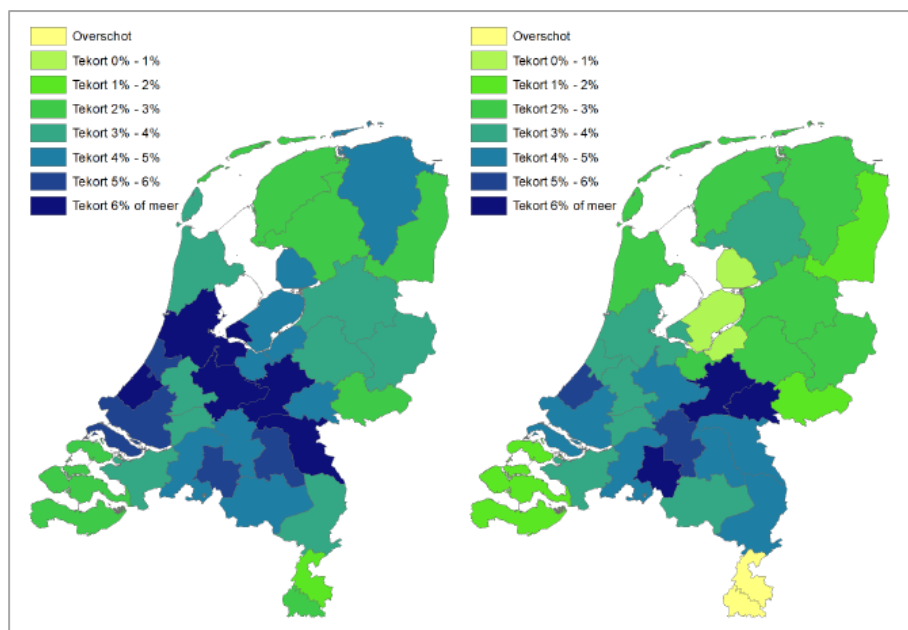 Overschot
Tekort 0% - 1%
Tekort 1% - 2%
Tekort 2% - 3%
Tekort 3% - 4%
Tekort 4% - 5%
Tekort 5% - 6%
Tekort 6% of meer
Overschot
Tekort 0% - 1%
Tekort 1% - 2%
Tekort 2% - 3%
Tekort 3% - 4%
Tekort 4% - 5%
Tekort 5% - 6%
Tekort 6% of meer